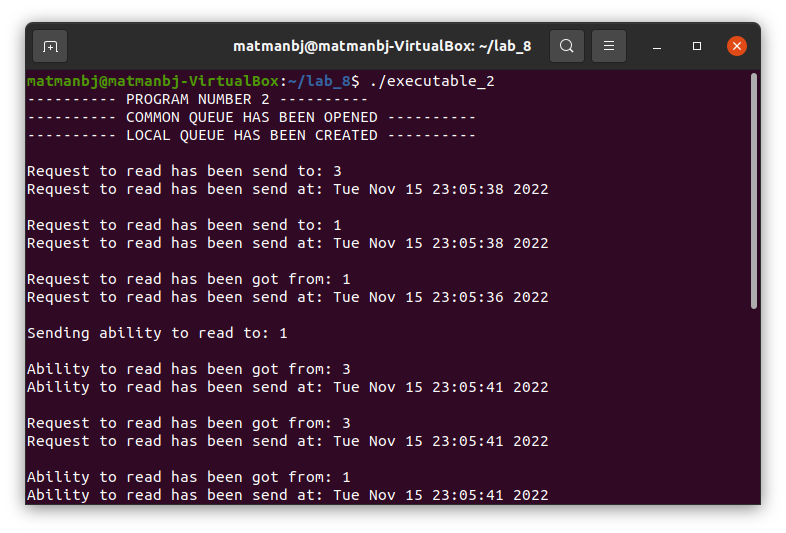 matmanbj@matmanbj-VirtualBox: ~/lab_8
matmanbj@matmanbj-VirtualBox:~/lab_8$ ./executable_2
---------- PROGRAM NUMBER 2 ----------
---------- COMMON QUEUE HAS BEEN OPENED ----------
---------- LOCAL QUEUE HAS BEEN CREATED ----------
Request to read has been send to: 3
Request to read has been send at: Tue Nov 15 23:05:38 2022
Request to read has been send to: 1
Request to read has been send at: Tue Nov 15 23:05:38 2022
Request to read has been got from: 1
Request to read has been send at: Tue Nov 15 23:05:36 2022
Sending ability to read to: 1
Ability to read has been got from: 3
Ability to read has been send at: Tue Nov 15 23:05:41 2022
Request to read has been got from: 3
Request to read has been send at: Tue Nov 15 23:05:41 2022
Ability to read has been got from: 1
Ability to read has been send at: Tue Nov 15 23:05:41 2022